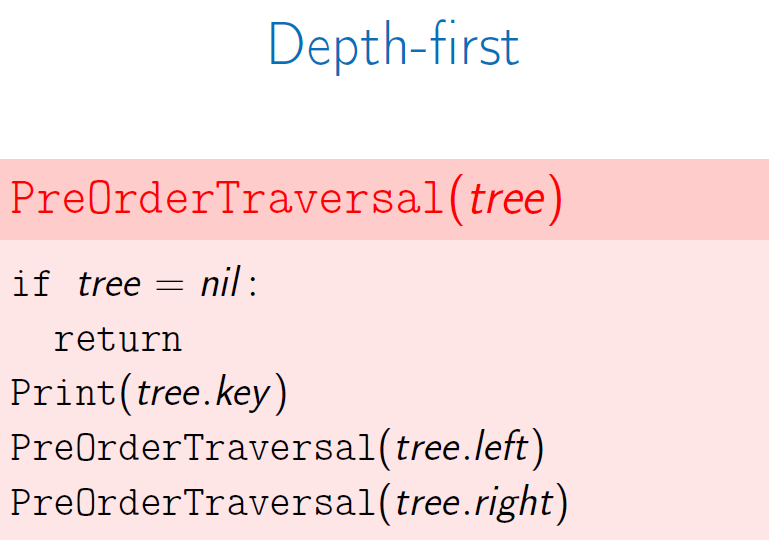 Depth-first
PreOrderTraversal(tree)
if tree = nil:
return
Print(tree.key)
PreOrderTraversal(tree.left)
PreOrderTraversal(tree.right)